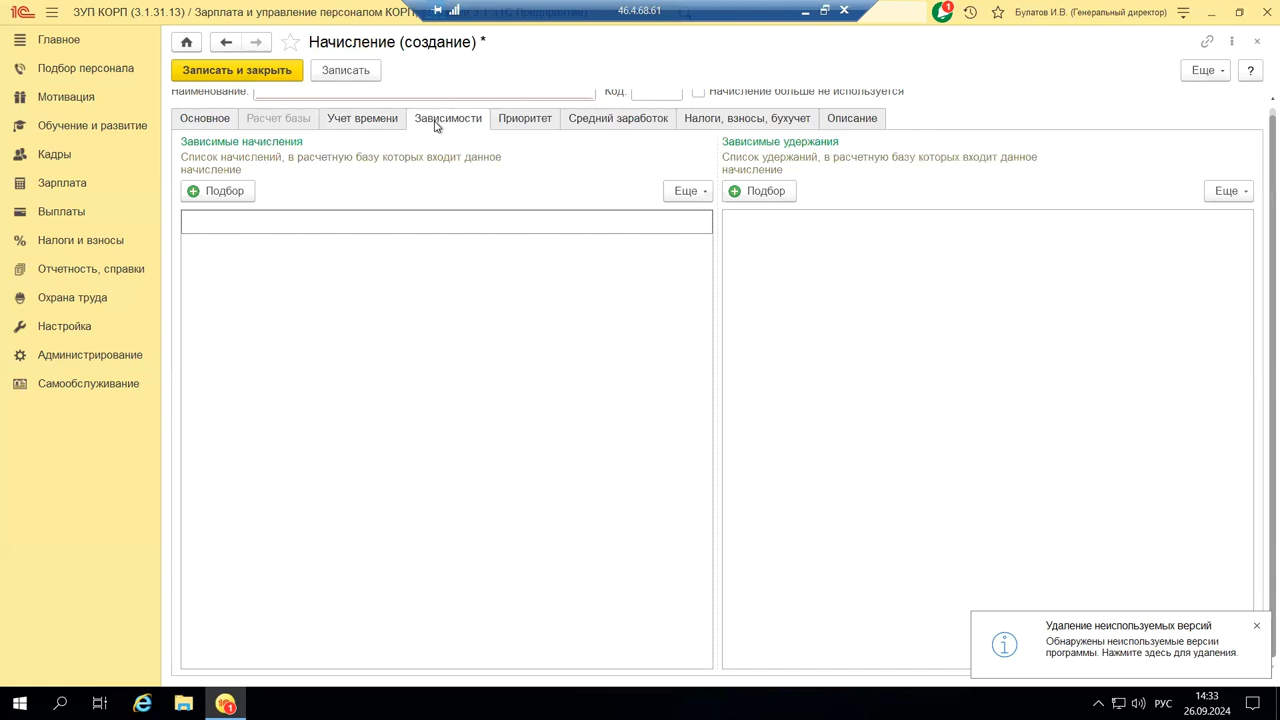 ЗУП КОРП (3.1.31.13) / Зарплата и управление персоналом КОРП,
46.4.68.61
1
Булатов И.В. (Генеральный директор)
Главное
Подбор персонала
Мотивация
Обучение и развитие
Кадры
Зарплата
Выплаты
Налоги и взносы
Отчетность, справки
Охрана труда
Настройка
Администрирование
Самообслуживание
Начисление (создание) *
Записать и закрыть
Записать
Еще
?
Наименование:
Код:
Начисление больше не используется
Основное
Расчет базы
Учет времени
Зависимости
Приоритет
Средний заработок
Налоги, взносы, бухучет
Описание
Зависимые начисления
Список начислений, в расчетную базу которых входит данное
начисление
Подбор
Еще
Зависимые удержания
Список удержаний, в расчетную базу которых входит данное
начисление
Подбор
Еще
Удаление неиспользуемых версий
Обнаружены неиспользуемые версии
программы. Нажмите здесь для удаления.
1
РУС
14:33
26.09.2024